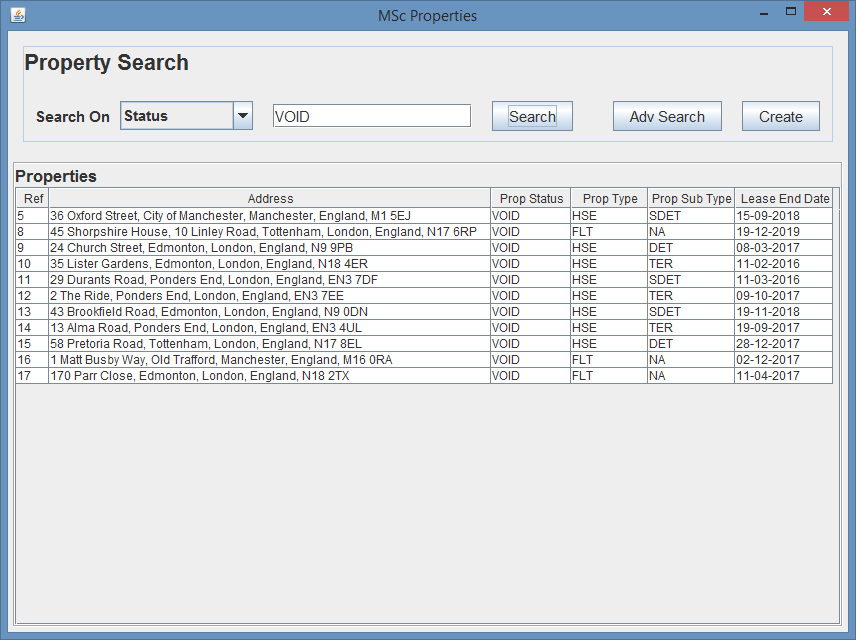 MSc Properties
Property Search
Search On Status VOID Search Adv Search Create
Properties
Ref Address Prop Status Prop Type Prop Sub Type Lease End Date
5 36 Oxford Street, City of Manchester, Manchester, England, M1 5EJ VOID HSE SDET 15-09-2018
8 45 Shorpshire House, 10 Linley Road, Tottenham, London, England, N17 6RP VOID FLT NA 19-12-2019
9 24 Church Street, Edmonton, London, England, N9 9PB VOID HSE DET 08-03-2017
10 35 Lister Gardens, Edmonton, London, England, N18 4ER VOID HSE TER 11-02-2016
11 29 Durants Road, Ponders End, London, England, EN3 7DF VOID HSE SDET 11-03-2016
12 2 The Ride, Ponders End, London, England, EN3 7EE VOID HSE TER 09-10-2017
13 43 Brookfield Road, Edmonton, London, England, N9 0DN VOID HSE SDET 19-11-2018
14 13 Alma Road, Ponders End, London, England, EN3 4UL VOID HSE TER 19-09-2017
15 58 Pretoria Road, Tottenham, London, England, N17 8EL VOID HSE DET 28-12-2017
16 1 Matt Busby Way, Old Trafford, Manchester, England, M16 0RA VOID FLT NA 02-12-2017
17 170 Parr Close, Edmonton, London, England, N18 2TX VOID FLT NA 11-04-2017